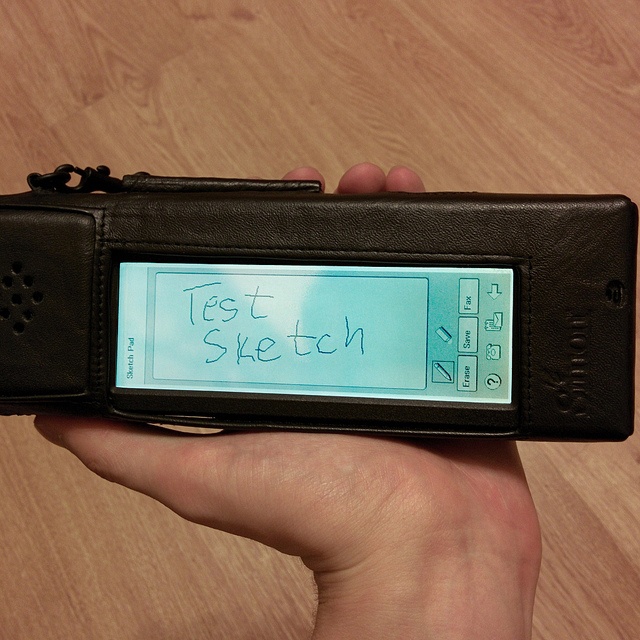 Sketch Pad
Test
Sketch
Erase
Save
Fax
?
Simon